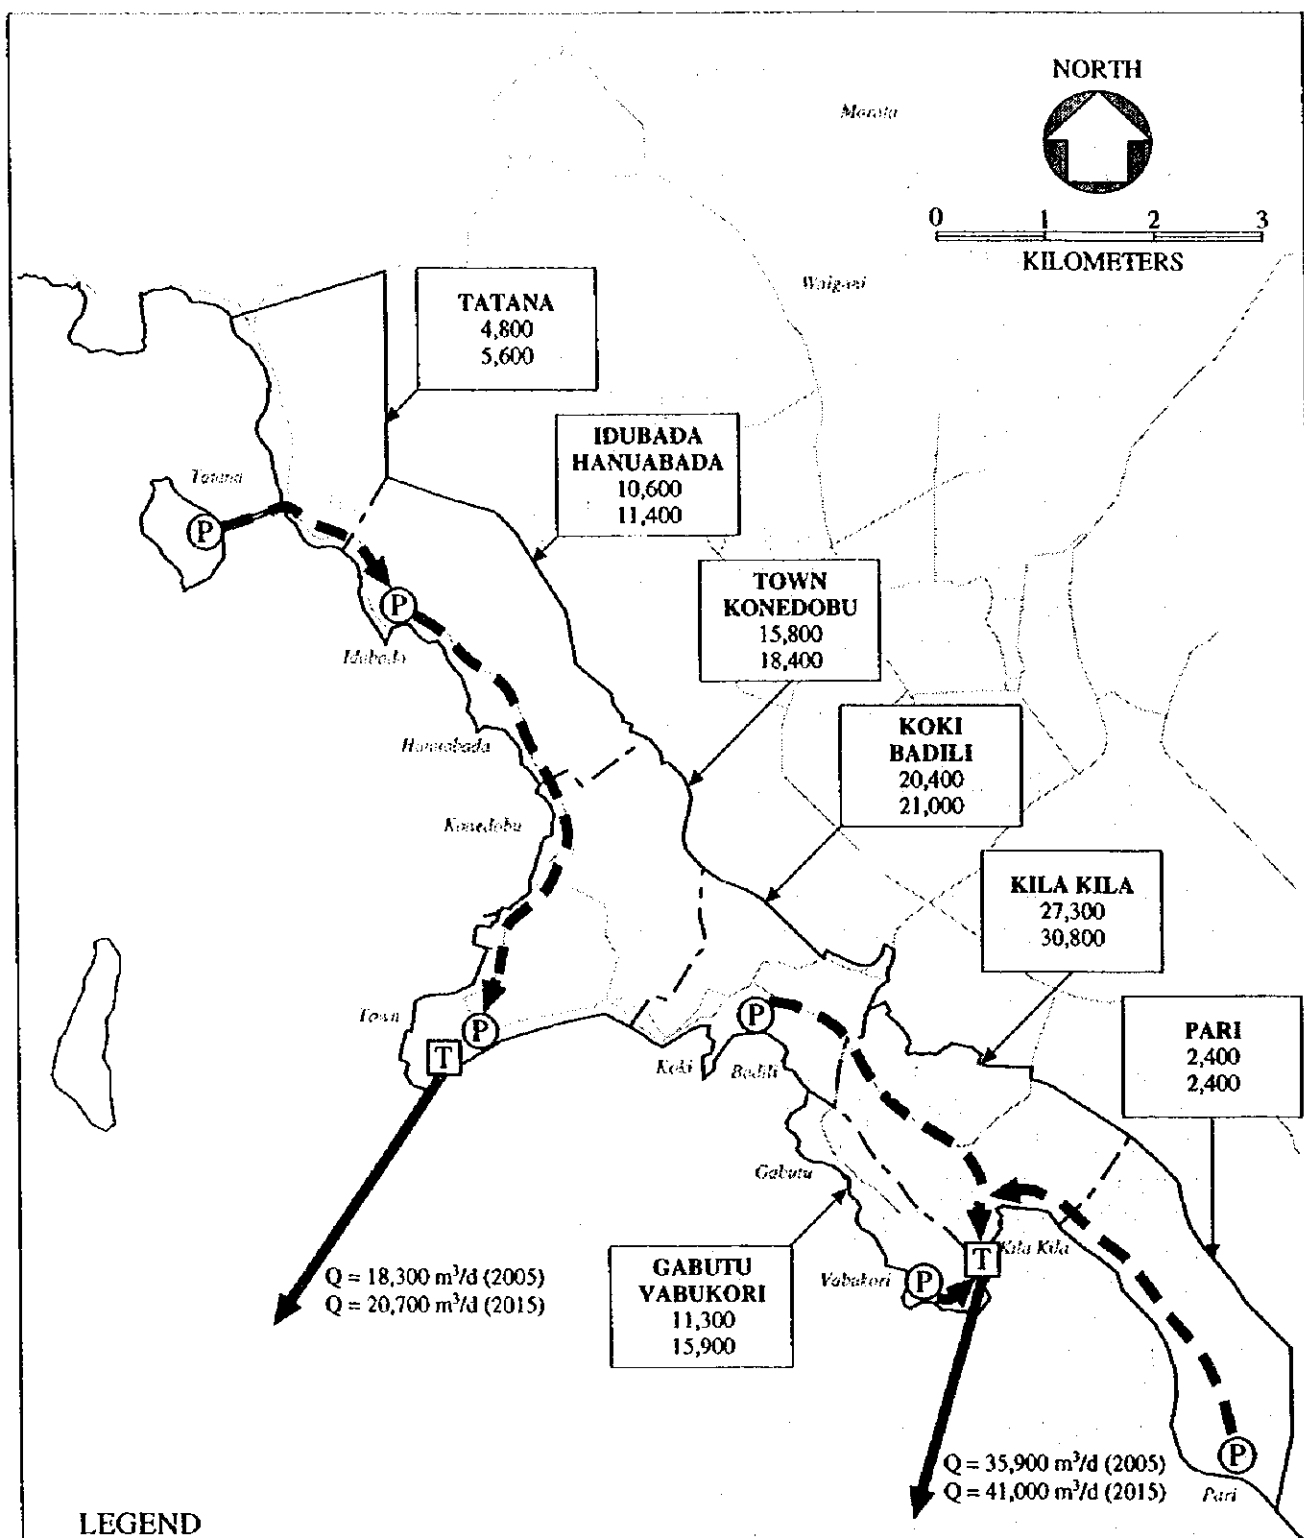 NORTH
Morata
0 1 2 3
KILOMETERS
Waigani
TATANA
4,800
5,600
IDUBADA
HANUABADA
10,600
11,400
Tatana
P
TOWN
KONEDOBU
15,800
18,400
P
Idubada
KOKI
BADILI
20,400
21,000
Hanuabada
Konedobu
KILA KILA
27,300
30,800
Town
P
T
P
Koki
Badili
PARI
2,400
2,400
Gabutu
GABUTU
VABUKORI
11,300
15,900
Vabukori
P
T
Kila Kila
Q = 18,300 m³/d (2005)
Q = 20,700 m³/d (2015)
Q = 35,900 m³/d (2005)
Q = 41,000 m³/d (2015)
P
Pari
LEGEND